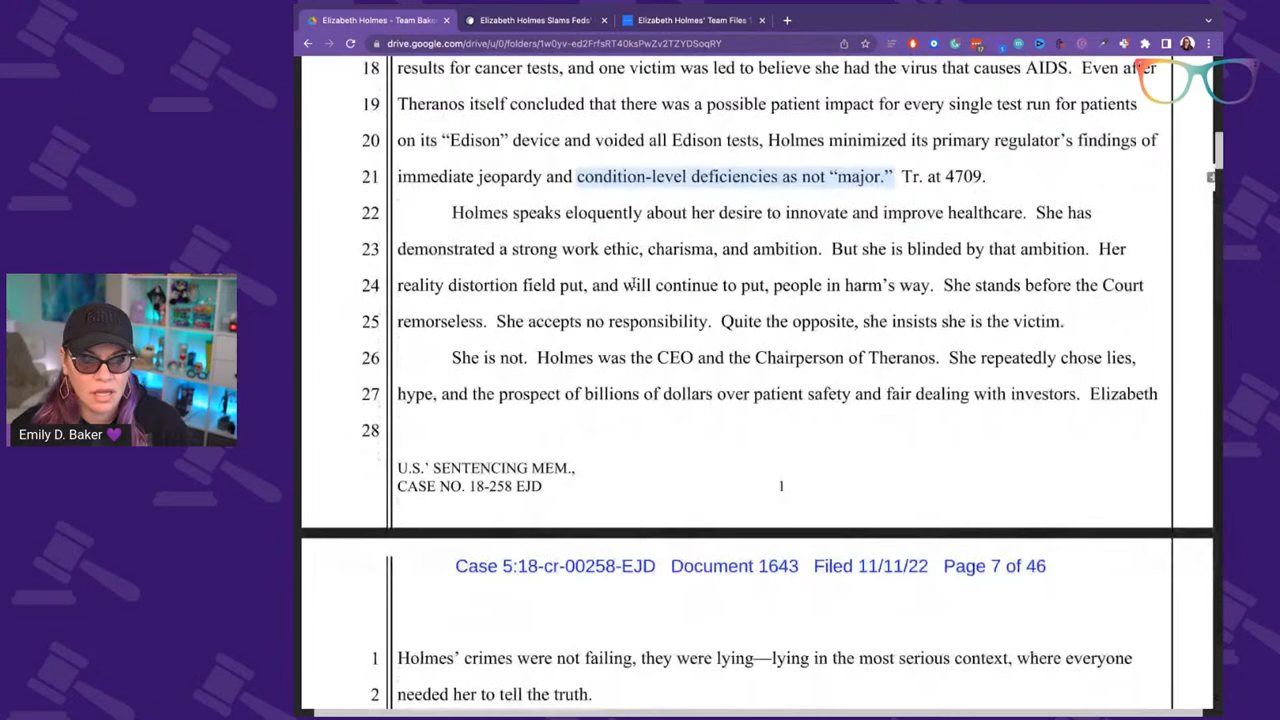 Elizabeth Holmes - Team Bake
Elizabeth Holmes Slams Feds'
Elizabeth Holmes' Team Files
drive.google.com/drive/u/0/folders/1w0yv-ed2FrfsRT40ksPwZv2TZYDSoqRY
18 results for cancer tests, and one victim was led to believe she had the virus that causes AIDS. Even after
19 Theranos itself concluded that there was a possible patient impact for every single test run for patients
20 on its “Edison” device and voided all Edison tests, Holmes minimized its primary regulator’s findings of
21 immediate jeopardy and condition-level deficiencies as not “major.” Tr. at 4709.
22 Holmes speaks eloquently about her desire to innovate and improve healthcare. She has
23 demonstrated a strong work ethic, charisma, and ambition. But she is blinded by that ambition. Her
24 reality distortion field put, and will continue to put, people in harm’s way. She stands before the Court
25 remorseless. She accepts no responsibility. Quite the opposite, she insists she is the victim.
26 She is not. Holmes was the CEO and the Chairperson of Theranos. She repeatedly chose lies,
27 hype, and the prospect of billions of dollars over patient safety and fair dealing with investors. Elizabeth
28
U.S.’ SENTENCING MEM.,
CASE NO. 18-258 EJD 1
Case 5:18-cr-00258-EJD Document 1643 Filed 11/11/22 Page 7 of 46
1 Holmes’ crimes were not failing, they were lying—lying in the most serious context, where everyone
2 needed her to tell the truth.
Emily D. Baker 💜